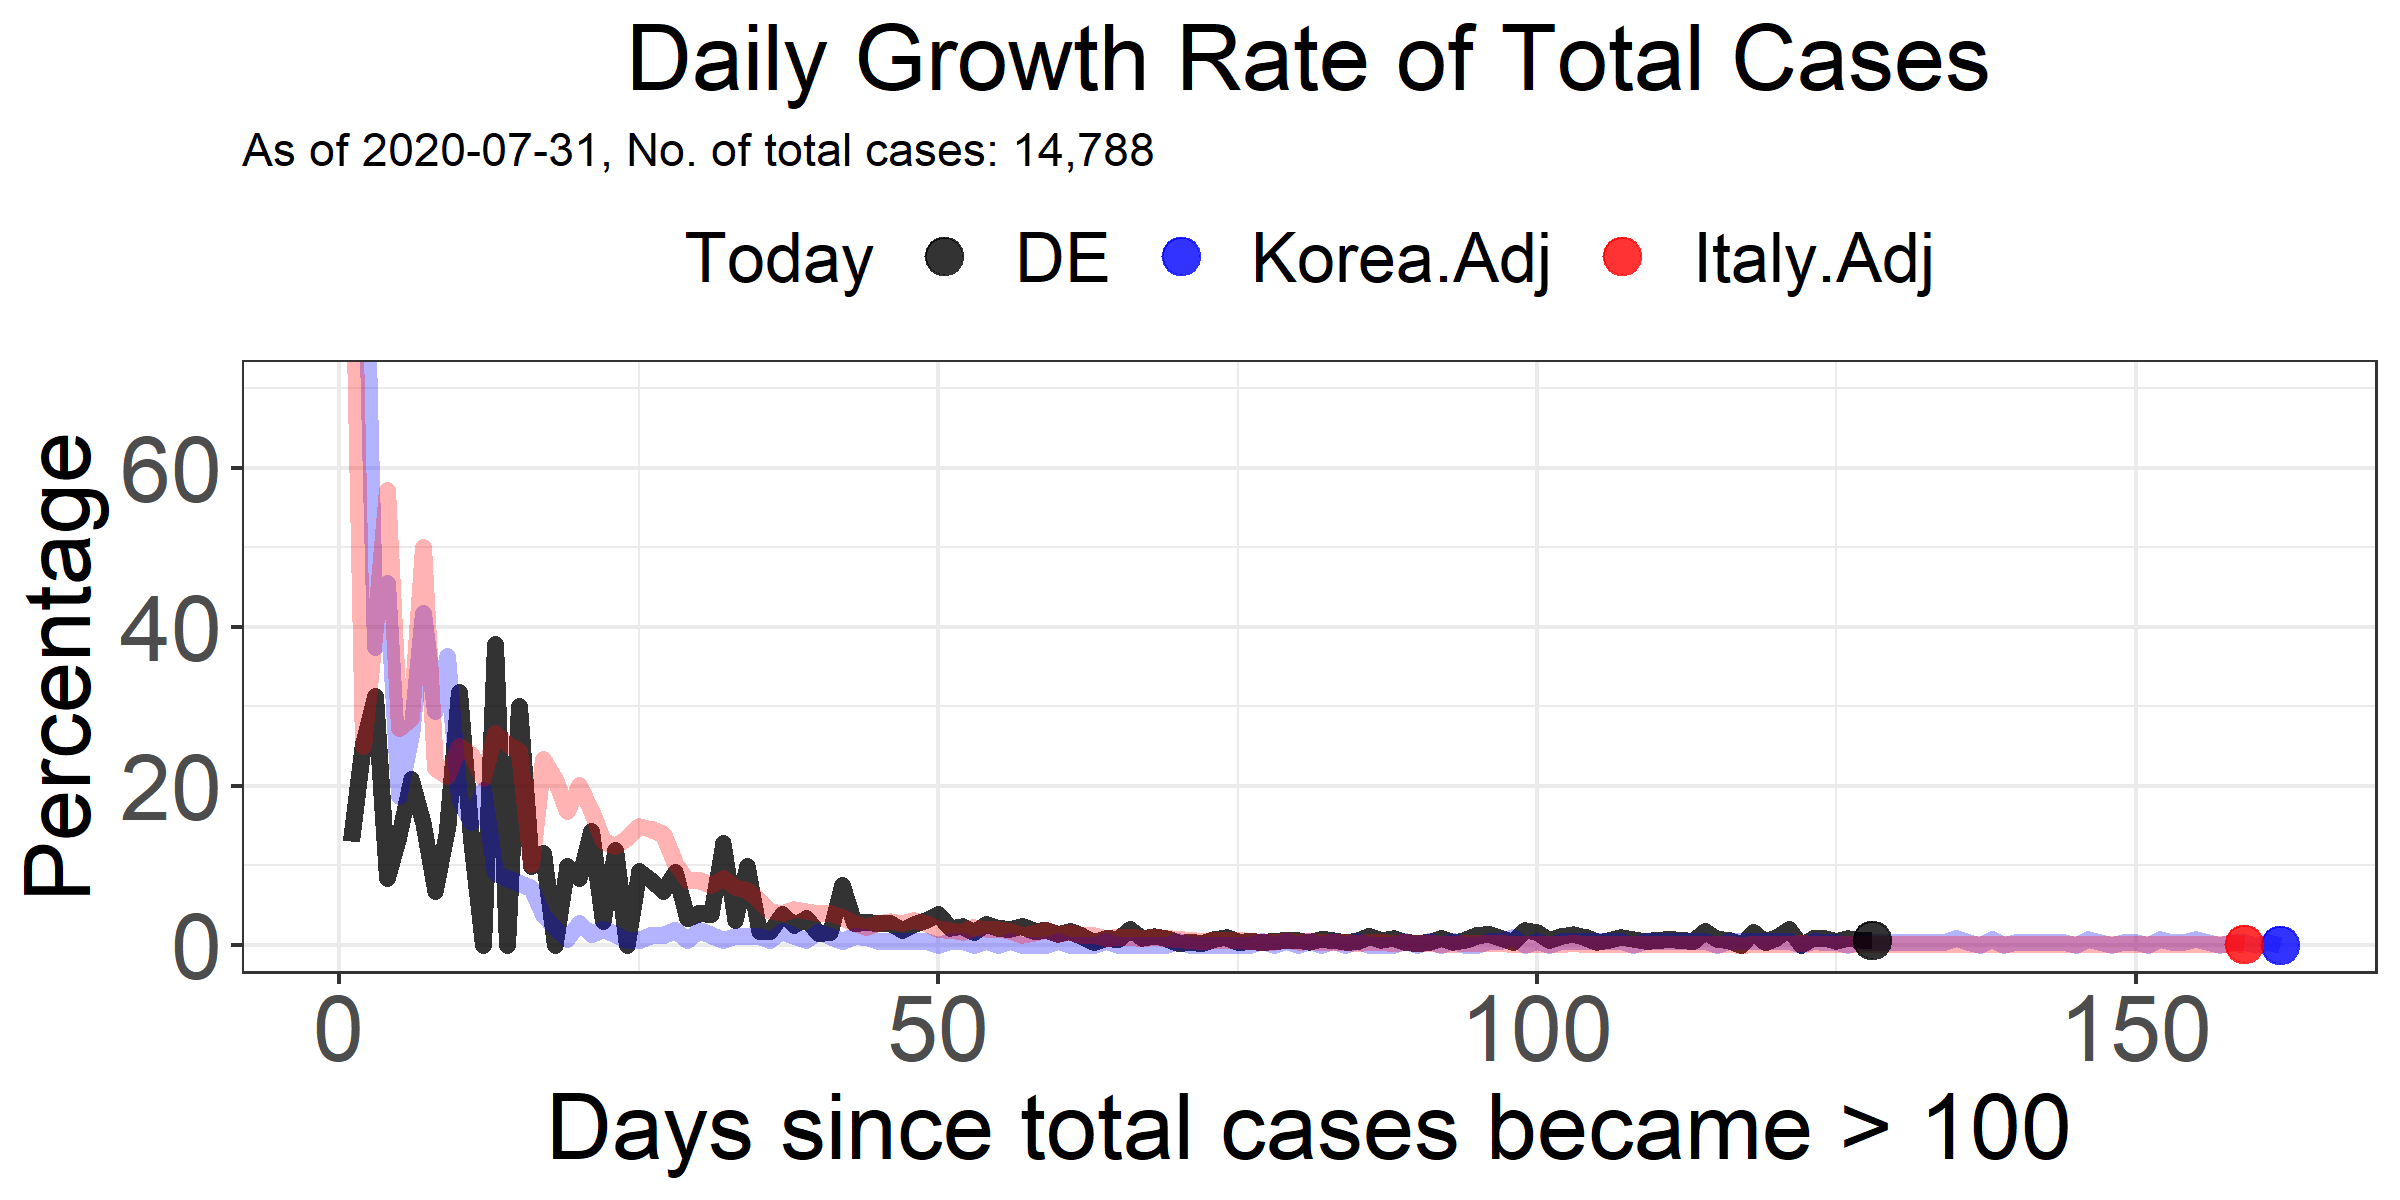 Daily Growth Rate of Total Cases
As of 2020-07-31, No. of total cases: 14,788
Today DE Korea.Adj Italy.Adj
Percentage
60
40
20
0
0 50 100 150
Days since total cases became > 100